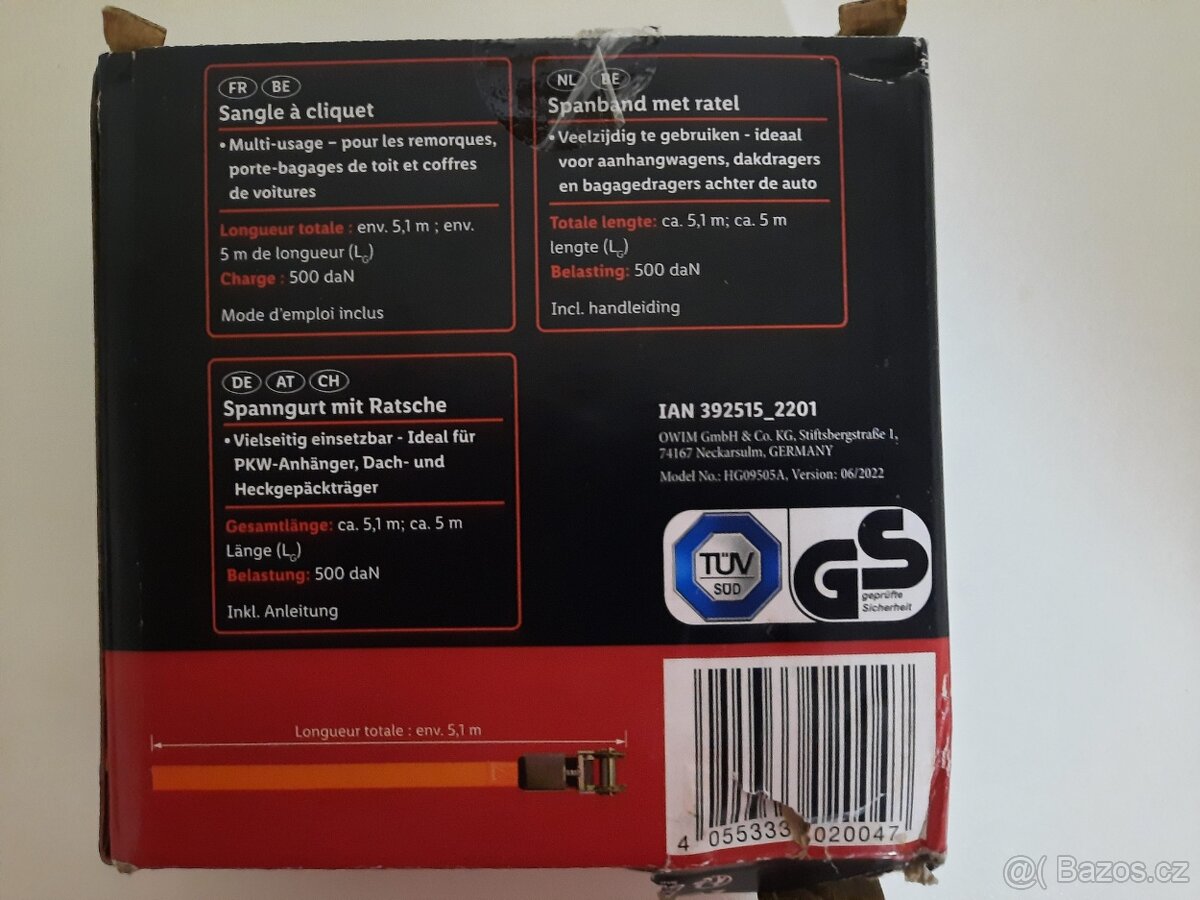 FR BE
Sangle à cliquet
• Multi-usage – pour les remorques,
porte-bagages de toit et coffres
de voitures
Longueur totale : env. 5,1 m ; env.
5 m de longueur (LG)
Charge : 500 daN
Mode d'emploi inclus
NL BE
Spanband met ratel
• Veelzijdig te gebruiken - ideaal
voor aanhangwagens, dakdragers
en bagagedragers achter de auto
Totale lengte: ca. 5,1 m; ca. 5 m
lengte (LG)
Belasting: 500 daN
Incl. handleiding
DE AT CH
Spanngurt mit Ratsche
• Vielseitig einsetzbar - Ideal für
PKW-Anhänger, Dach- und
Heckgepäckträger
Gesamtlänge: ca. 5,1 m; ca. 5 m
Länge (LG)
Belastung: 500 daN
Inkl. Anleitung
IAN 392515_2201
OWIM GmbH & Co. KG, Stiftsbergstraße 1,
74167 Neckarsulm, GERMANY
Model No.: HG09505A, Version: 06/2022
TÜV
SÜD
GS
geprüfte
Sicherheit
Longueur totale : env. 5,1 m
4 055333 020047
@( Bazos.cz